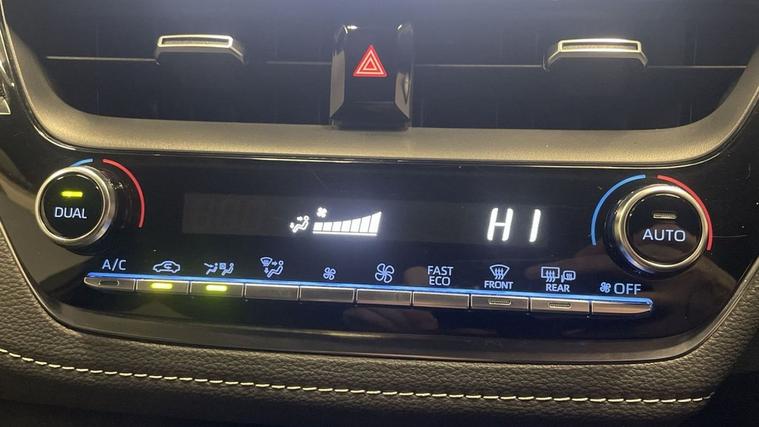 HI
DUAL
AUTO
A/C
FAST
ECO
FRONT
REAR
OFF